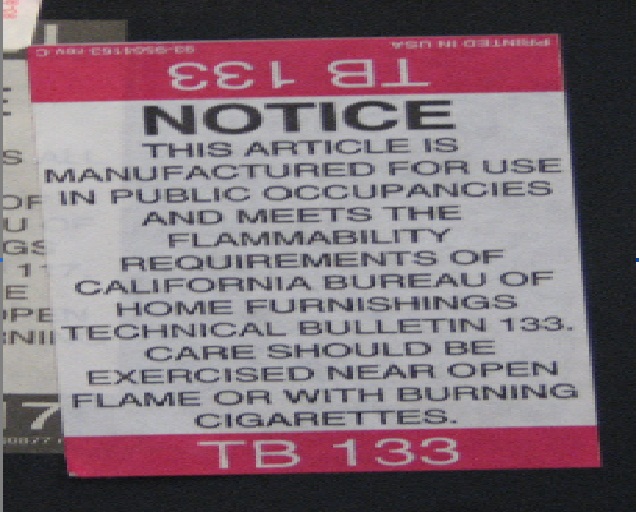 PRINTED IN USA
TB 133
NOTICE
THIS ARTICLE IS
MANUFACTURED FOR USE
IN PUBLIC OCCUPANCIES
AND MEETS THE
FLAMMABILITY
REQUIREMENTS OF
CALIFORNIA BUREAU OF
HOME FURNISHINGS
TECHNICAL BULLETIN 133.
CARE SHOULD BE
EXERCISED NEAR OPEN
FLAME OR WITH BURNING
CIGARETTES.
TB 133